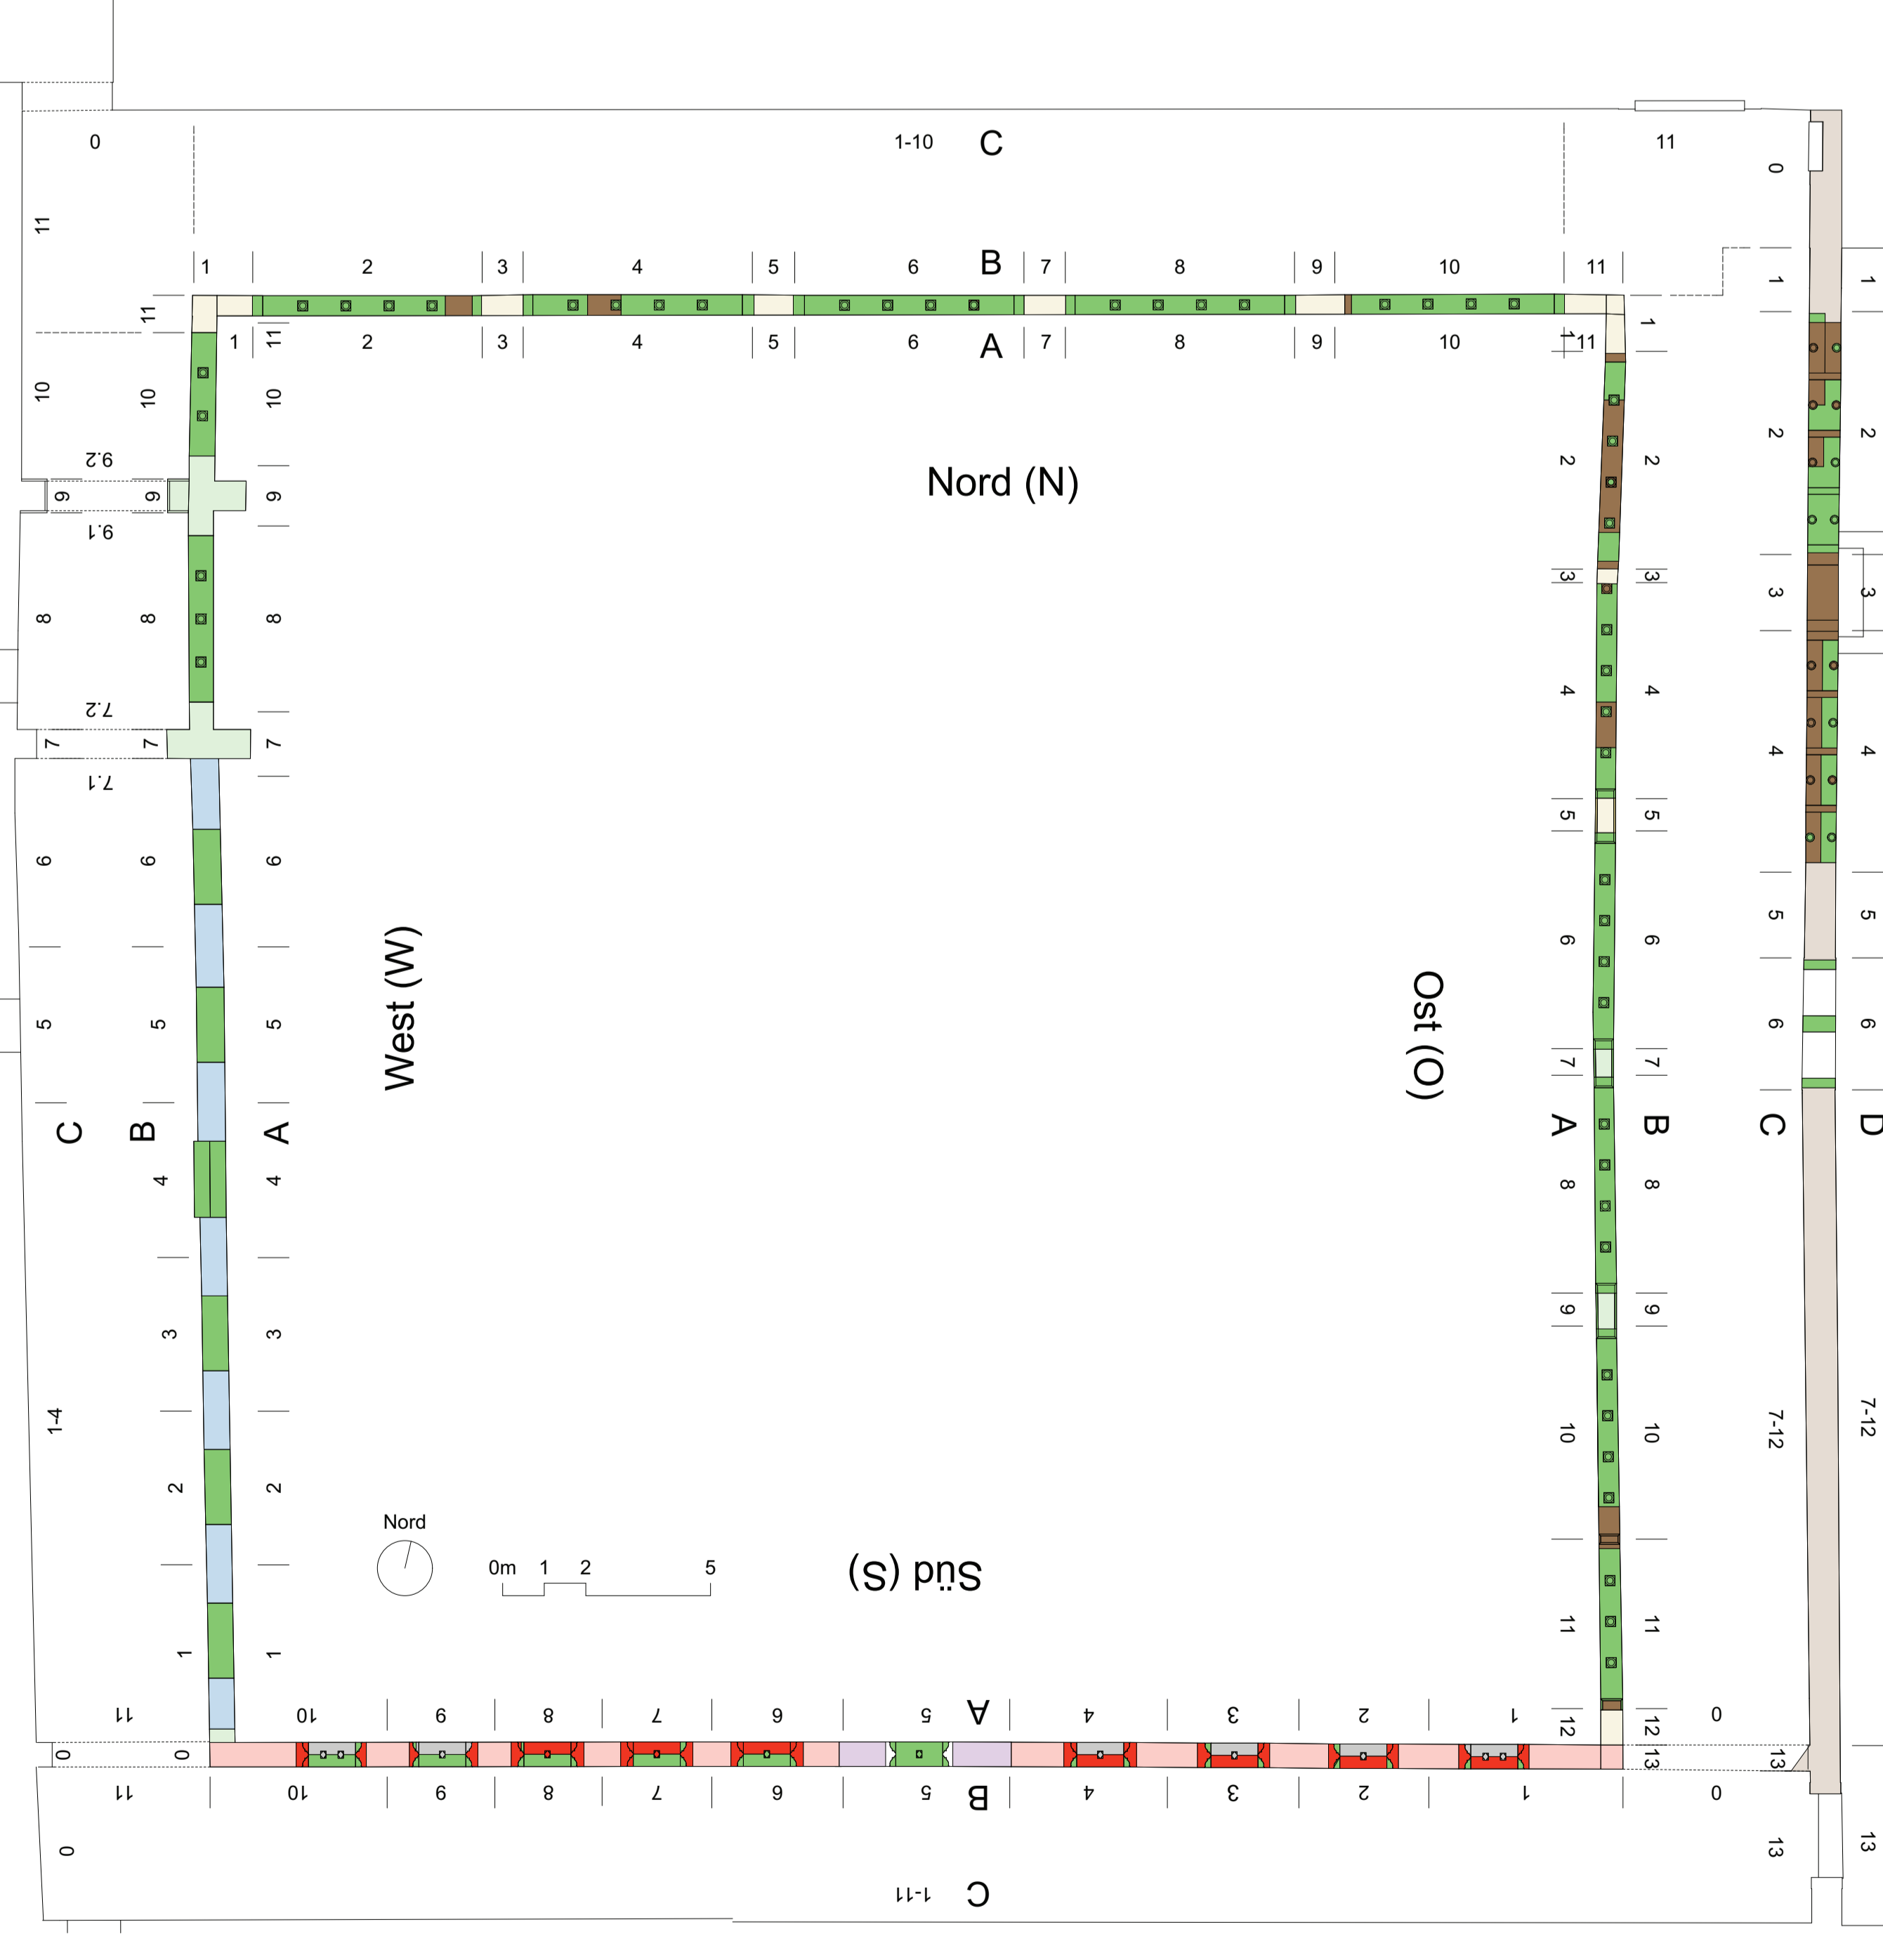 0 1-10 C 11
0
11
1 2 3 4 5 B 6 7 8 9 10 11
1 1
11 1 11 2 3 4 5 A 6 7 8 9 10 1 11 1
10 10 10
2 2 2 2
9.2
9 9 9
Nord (N)
9.1
3 3 3 3
8 8 8
4 4
7.2
7 7 7
4 4
7.1
5 5
6 6 6
5 5
West (W)
6 6
5 5 5
6 6
Ost (O)
7 7
C B A
A B C D
4 4
8 8
9 9
3 3
1-4
10 10
7-12 7-12
2 2
Nord
0m 1 2 5
Süd (S)
11 11
1 1
11 10 9 8 7 6 5 A 4 3 2 1 12 12 0
0 0
13 13
11 10 9 8 7 6 5 B 4 3 2 1 0
0
13 13
1-11 C